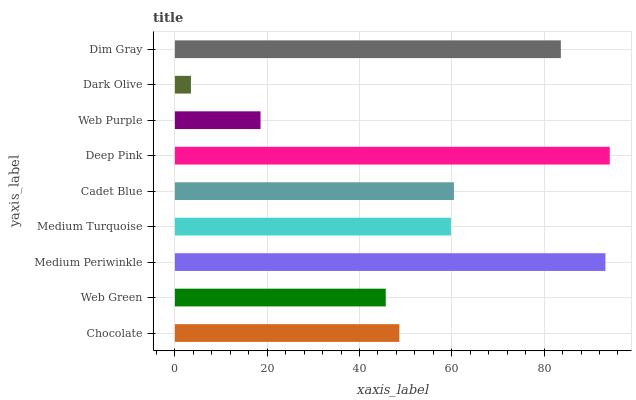 title
yaxis_label
Dim Gray
Dark Olive
Web Purple
Deep Pink
Cadet Blue
Medium Turquoise
Medium Periwinkle
Web Green
Chocolate
0 20 40 60 80
xaxis_label